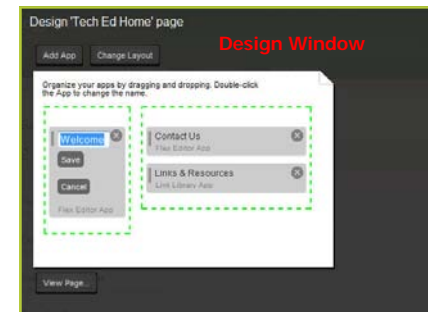 Design 'Tech Ed Home' page
Design Window
Add App
Change Layout
Organize your apps by dragging and dropping. Double-click
the App to change the name.
Welcome
Save
Cancel
Flex Editor App
Contact Us
Flex Editor App
Links & Resources
Link Library App
View Page...